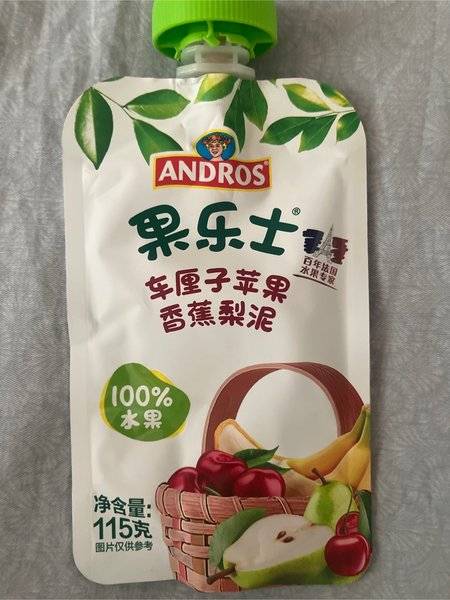 ANDROS®
果乐士®
百年法国
水果专家
车厘子苹果
香蕉梨泥
100%
水果
净含量:
115克
图片仅供参考